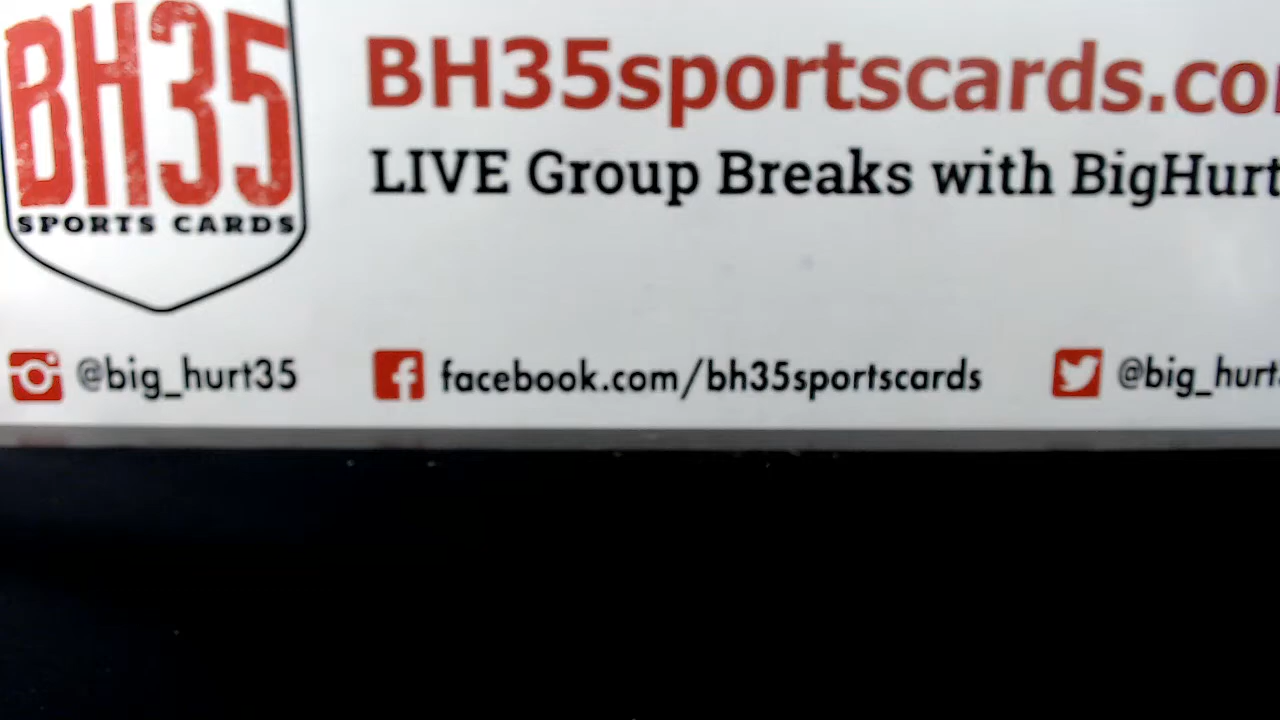 BH35
SPORTS CARDS
BH35sportscards.co
LIVE Group Breaks with BigHurt
@big_hurt35
facebook.com/bh35sportscards
@big_hurt